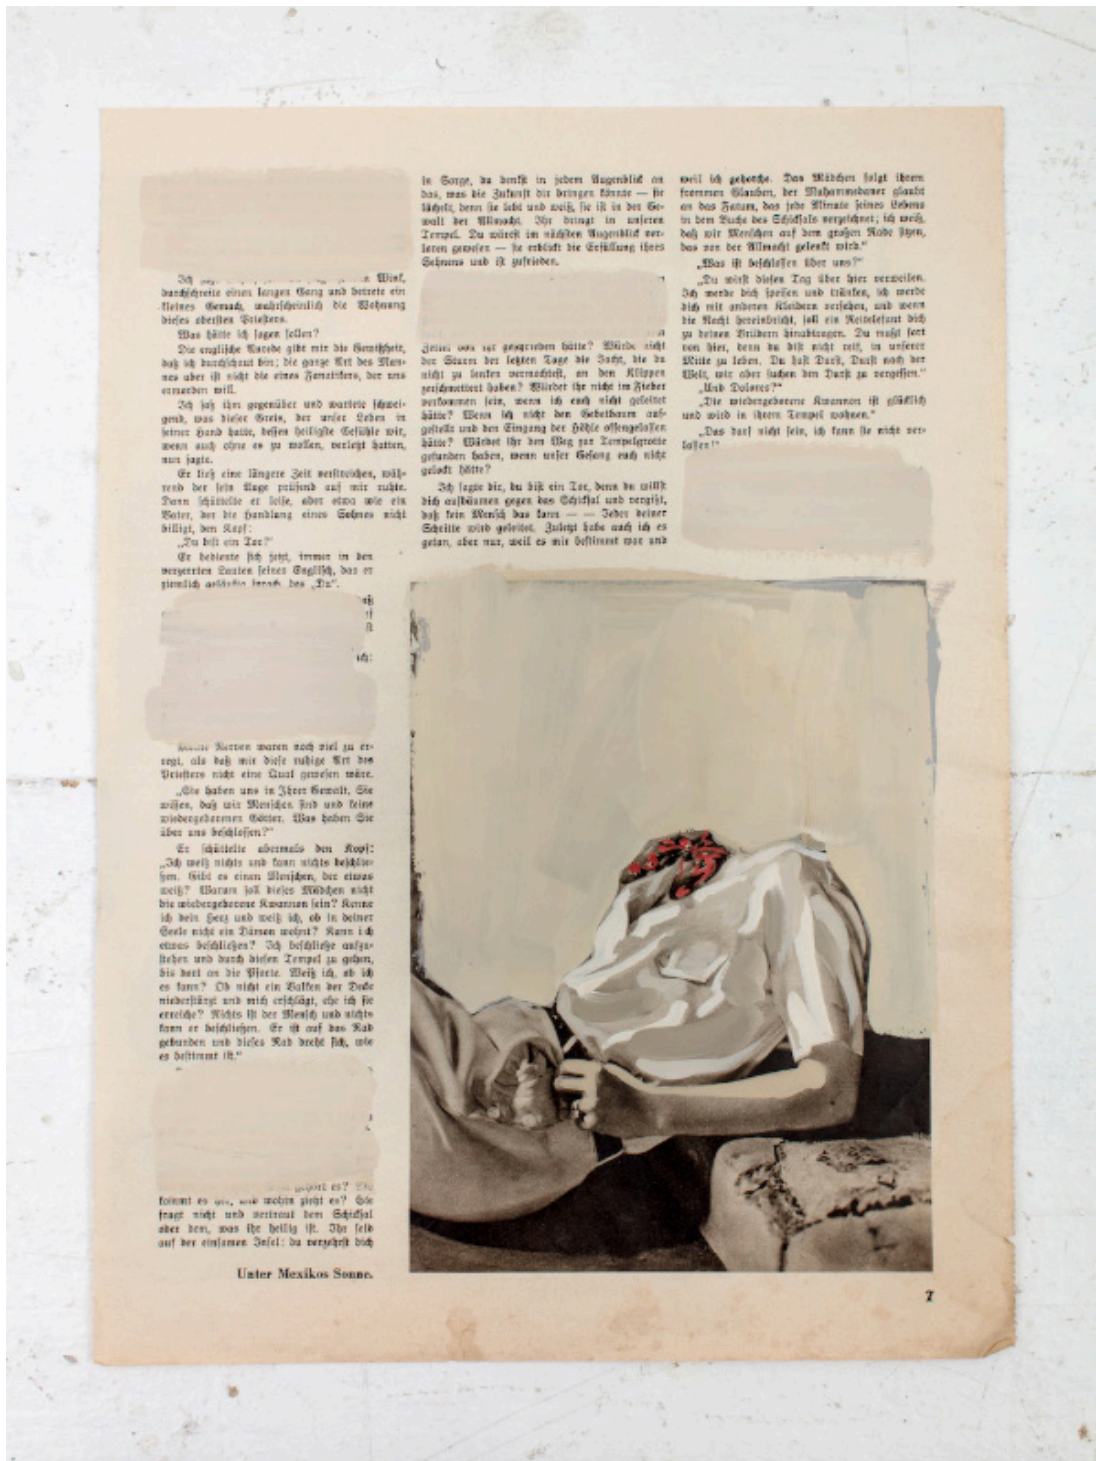 Ich Wink,
durchschreite einen langen Gang und betrete ein
kleines Gemach, wahrscheinlich die Wohnung
dieses obersten Priesters.
Was hätte ich sagen sollen?
Die englische Anrede gibt mir die Gewißheit,
daß ich durchschaut bin; die ganze Art des Man-
nes aber ist nicht die eines Fanatikers, der uns
ermorden will.
Ich saß ihm gegenüber und wartete schwei-
gend, was dieser Greis, der unser Leben in
seiner Hand hatte, dessen heiligste Gefühle wir,
wenn auch ohne es zu wollen, verletzt hatten,
nun sagte.
Er ließ eine längere Zeit verstreichen, wäh-
rend der sein Auge prüfend auf mir ruhte.
Dann schüttelte er leise, aber etwa wie ein
Vater, der die Handlung eines Sohnes nicht
billigt, den Kopf:
„Du bist ein Tor!“
Er bediente sich jetzt, immer in den
verzerrten Lauten seines Englisch, das er
ziemlich geläufig sprach, des „Du“.
Nerven waren noch viel zu er-
regt, als daß mir diese ruhige Art des
Priesters nicht eine Qual gewesen wäre.
„Sie haben uns in Ihrer Gewalt. Sie
wissen, daß wir Menschen sind und keine
wiedergeborenen Götter. Was haben Sie
über uns beschlossen?“
Er schüttelte abermals den Kopf:
„Ich weiß nichts und kann nichts beschlie-
ßen. Gibt es einen Menschen, der etwas
weiß? Warum soll dieses Mädchen nicht
die wiedergeborene Kwannon sein? Kenne
ich dein Herz und weiß ich, ob in deiner
Seele nicht ein Dämon wohnt? Kann ich
etwas beschließen? Ich beschließe aufzu-
stehen und durch diesen Tempel zu gehen,
bis dort an die Pforte. Weiß ich, ob ich
es kann? Ob nicht ein Balken der Decke
niederstürzt und mich erschlägt, ehe ich sie
erreiche? Nichts ist der Mensch und nichts
kann er beschließen. Er ist auf das Rad
gebunden und dieses Rad dreht sich, wie
es bestimmt ist.“
gehört es?
kommt es her, und wohin zieht es? Sie
fragt nicht und vertraut dem Schicksal
oder dem, was ihr heilig ist. Ihr seid
auf der einsamen Insel: du verzehrst dich
in Sorge, du denkst in jedem Augenblick an
das, was die Zukunft dir bringen könnte — sie
lächelt, denn sie lebt und weiß, sie ist in der Ge-
walt der Allmacht. Ihr dringt in unseren
Tempel. Du wärest im nächsten Augenblick ver-
loren gewesen — sie erblickt die Erfüllung ihres
Sehnens und ist zufrieden.
hätte? Würde nicht
der Sturm der letzten Tage die Jacht, die du
nicht zu lenken vermochtest, an den Klippen
zerschmettert haben? Würdet ihr nicht im Fieber
verkommen sein, wenn ich euch nicht geleitet
hätte? Wenn ich nicht den Gebetbaum auf-
gestellt und den Eingang der Höhle offengelassen
hätte? Würdet ihr den Weg zur Tempelgrotte
gefunden haben, wenn unser Gesang euch nicht
gelockt hätte?
Ich sagte dir, du bist ein Tor, denn du willst
dich aufbäumen gegen das Schicksal und vergißt,
daß kein Mensch das kann — — Jeder deiner
Schritte wird geleitet. Zuletzt habe auch ich es
getan, aber nur, weil es mir bestimmt war und
weil ich gehorche. Das Mädchen folgt ihrem
frommen Glauben, der Muhammedaner glaubt
an das Fatum, das jede Minute seines Lebens
in dem Buche des Schicksals verzeichnet; ich weiß,
daß wir Menschen auf dem großen Rade sitzen,
das von der Allmacht gelenkt wird.“
„Was ist beschlossen über uns?“
„Du wirst diesen Tag über hier verweilen.
Ich werde dich speisen und tränken, ich werde
dich mit anderen Kleidern versehen, und wenn
die Nacht hereinbricht, soll ein Reitelefant dich
zu deinen Brüdern hinabtragen. Du mußt fort
von hier, denn du bist nicht reif, in unserer
Mitte zu leben. Du hast Durst, Durst nach der
Welt, wir aber suchen den Durst zu vergessen.“
„Und Dolores?“
„Die wiedergeborene Kwannon ist glücklich
und wird in ihrem Tempel wohnen.“
„Das darf nicht sein, ich kann sie nicht ver-
lassen!“
Unter Mexikos Sonne.
7